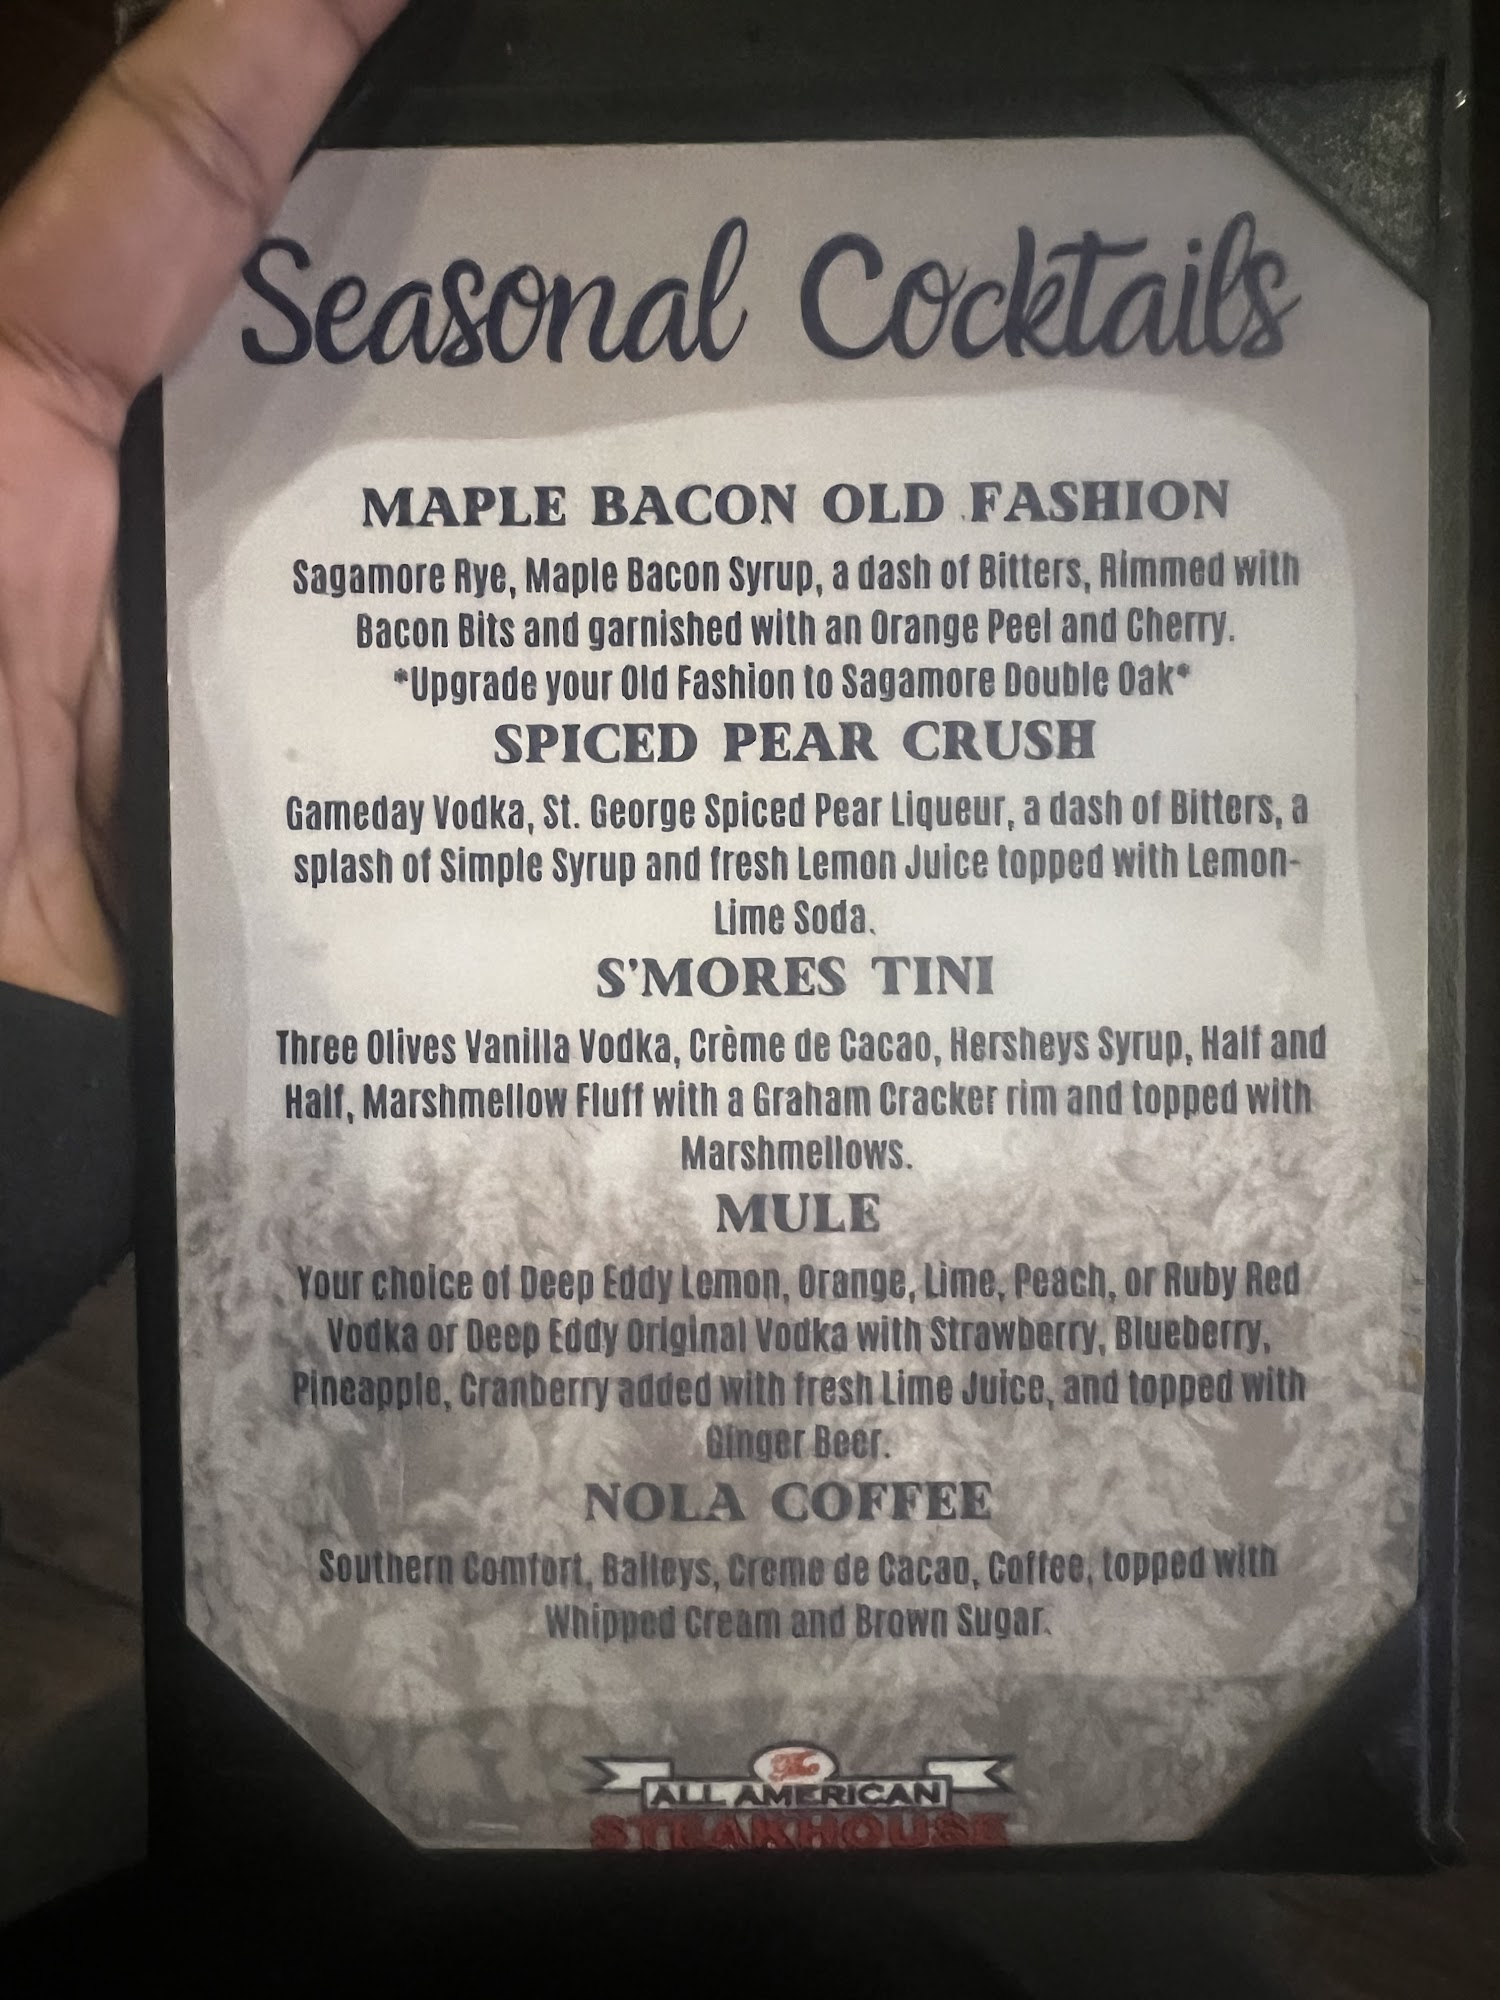 Seasonal Cocktails
MAPLE BACON OLD FASHION
Sagamore Rye, Maple Bacon Syrup, a dash of Bitters, Rimmed with
Bacon Bits and garnished with an Orange Peel and Cherry.
*Upgrade your Old Fashion to Sagamore Double Oak*
SPICED PEAR CRUSH
Gameday Vodka, St. George Spiced Pear Liqueur, a dash of Bitters, a
splash of Simple Syrup and fresh Lemon Juice topped with Lemon-
Lime Soda.
S'MORES TINI
Three Olives Vanilla Vodka, Crème de Cacao, Hersheys Syrup, Half and
Half, Marshmellow Fluff with a Graham Cracker rim and topped with
Marshmellows.
MULE
Your choice of Deep Eddy Lemon, Orange, Lime, Peach, or Ruby Red
Vodka or Deep Eddy Original Vodka with Strawberry, Blueberry,
Pineapple, Cranberry added with fresh Lime Juice, and topped with
Ginger Beer.
NOLA COFFEE
Southern Comfort, Baileys, Creme de Cacao, Coffee, topped with
Whipped Cream and Brown Sugar.
The
ALL AMERICAN
STEAKHOUSE